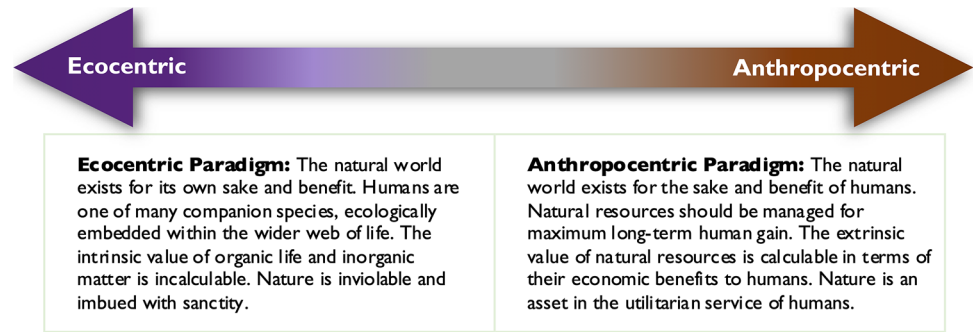 Ecocentric
Anthropocentric
Ecocentric Paradigm: The natural world
exists for its own sake and benefit. Humans are
one of many companion species, ecologically
embedded within the wider web of life. The
intrinsic value of organic life and inorganic
matter is incalculable. Nature is inviolable and
imbued with sanctity.
Anthropocentric Paradigm: The natural
world exists for the sake and benefit of humans.
Natural resources should be managed for
maximum long-term human gain. The extrinsic
value of natural resources is calculable in terms of
their economic benefits to humans. Nature is an
asset in the utilitarian service of humans.